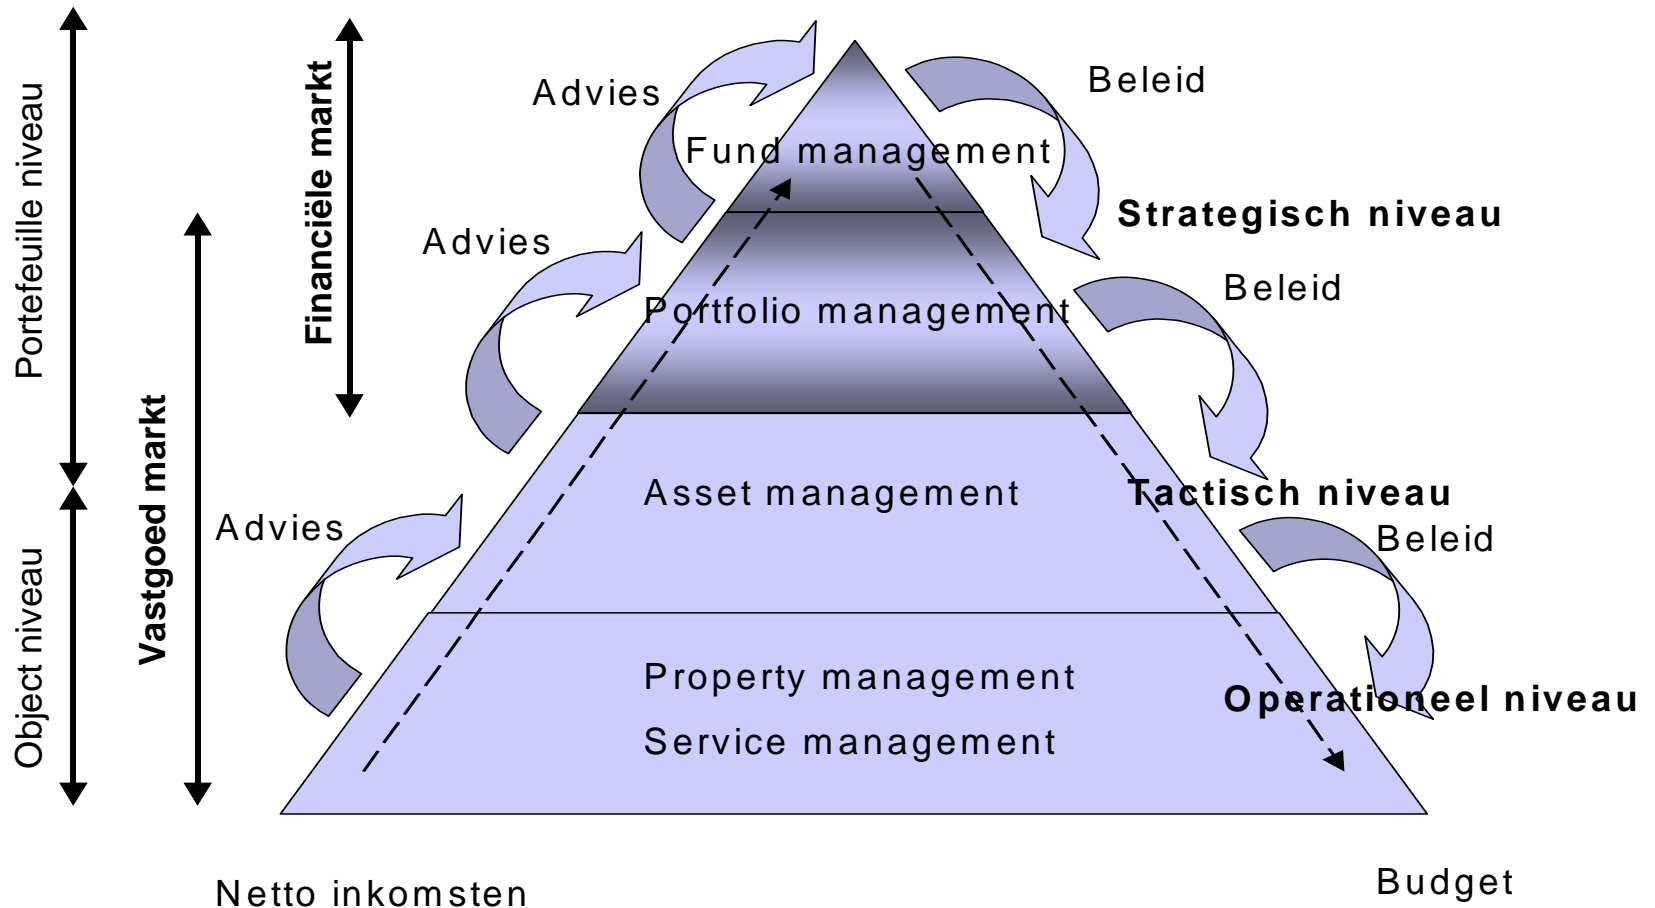 Portefeuille niveau
Object niveau
Vastgoed markt
Financiële markt
Advies
Beleid
Fund management
Strategisch niveau
Advies
Beleid
Portfolio management
Asset management
Tactisch niveau
Advies
Beleid
Property management
Operationeel niveau
Service management
Netto inkomsten
Budget